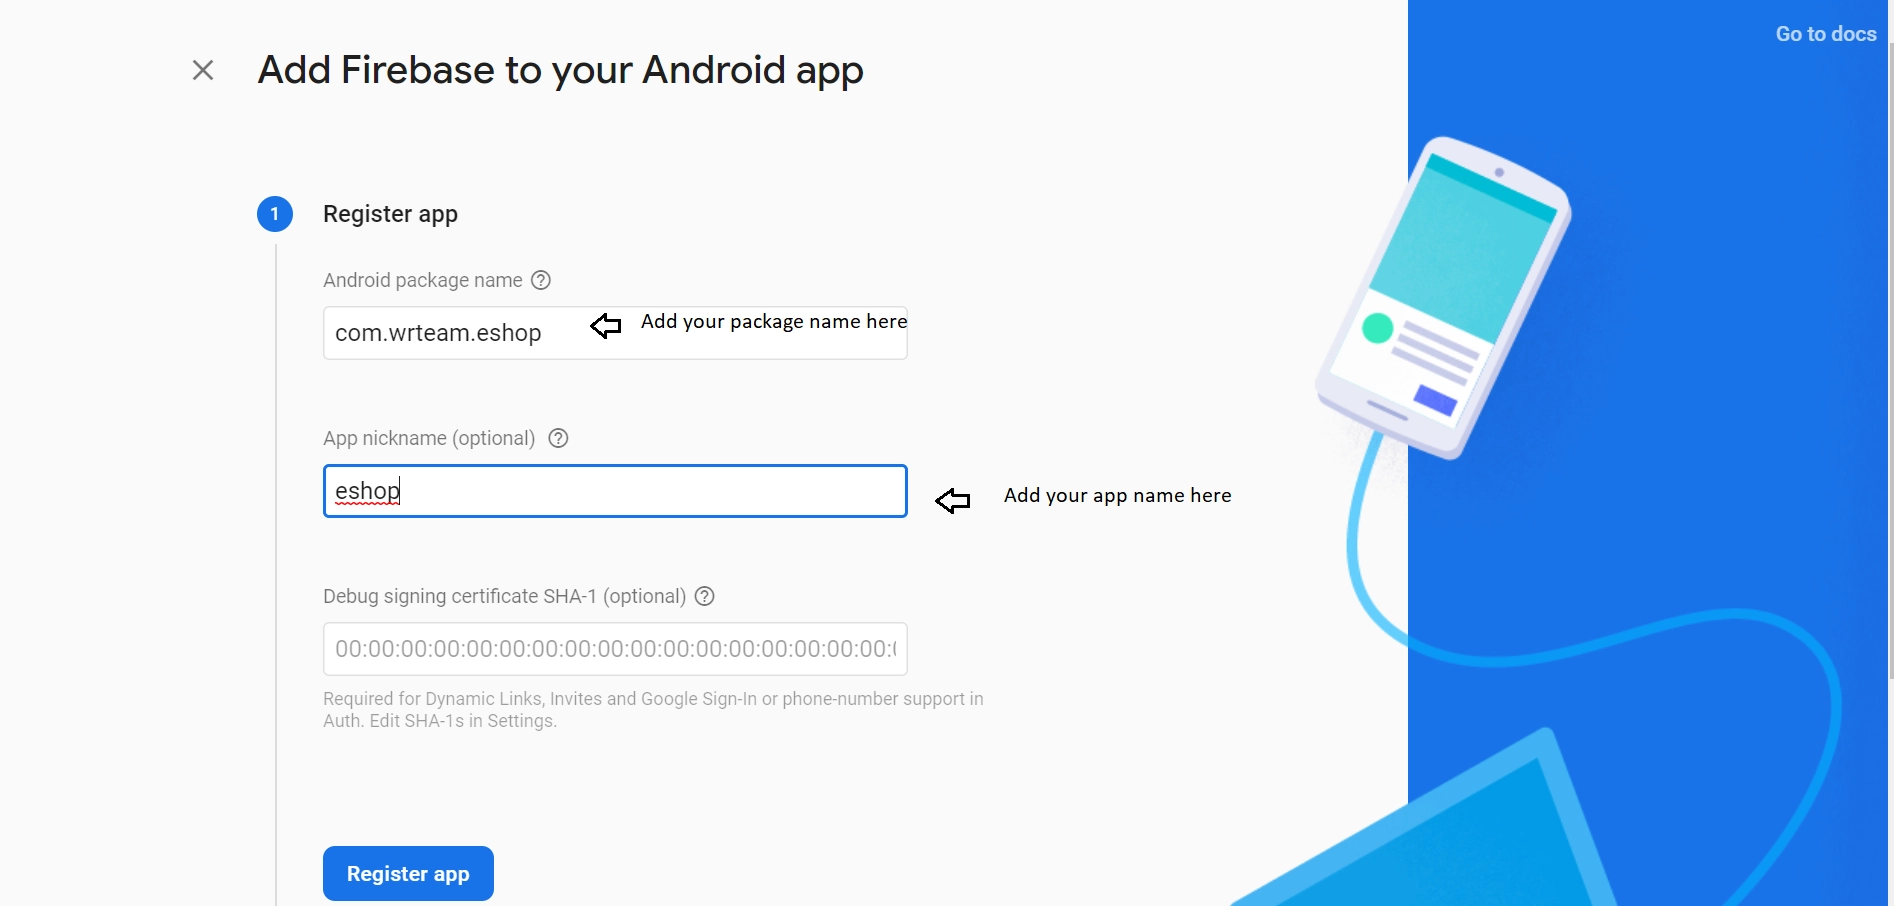 Go to docs
Add Firebase to your Android app
1
Register app
Android package name
com.wrteam.eshop
Add your package name here
App nickname (optional)
eshop
Add your app name here
Debug signing certificate SHA-1 (optional)
00:00:00:00:00:00:00:00:00:00:00:00:00:00:00:00:00:
Required for Dynamic Links, Invites and Google Sign-In or phone-number support in
Auth. Edit SHA-1s in Settings.
Register app